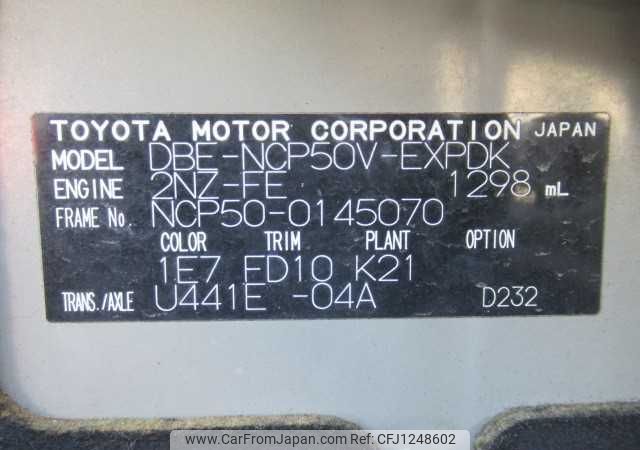 TOYOTA MOTOR CORPORATION JAPAN
MODEL DBE-NCP50V-EXPDK
ENGINE 2NZ-FE 1298 mL
FRAME No. NCP50-0145070
COLOR TRIM PLANT OPTION
1E7 FD10 K21
TRANS./AXLE U441E -04A D232
www.CarFromJapan.com CFJ1248602